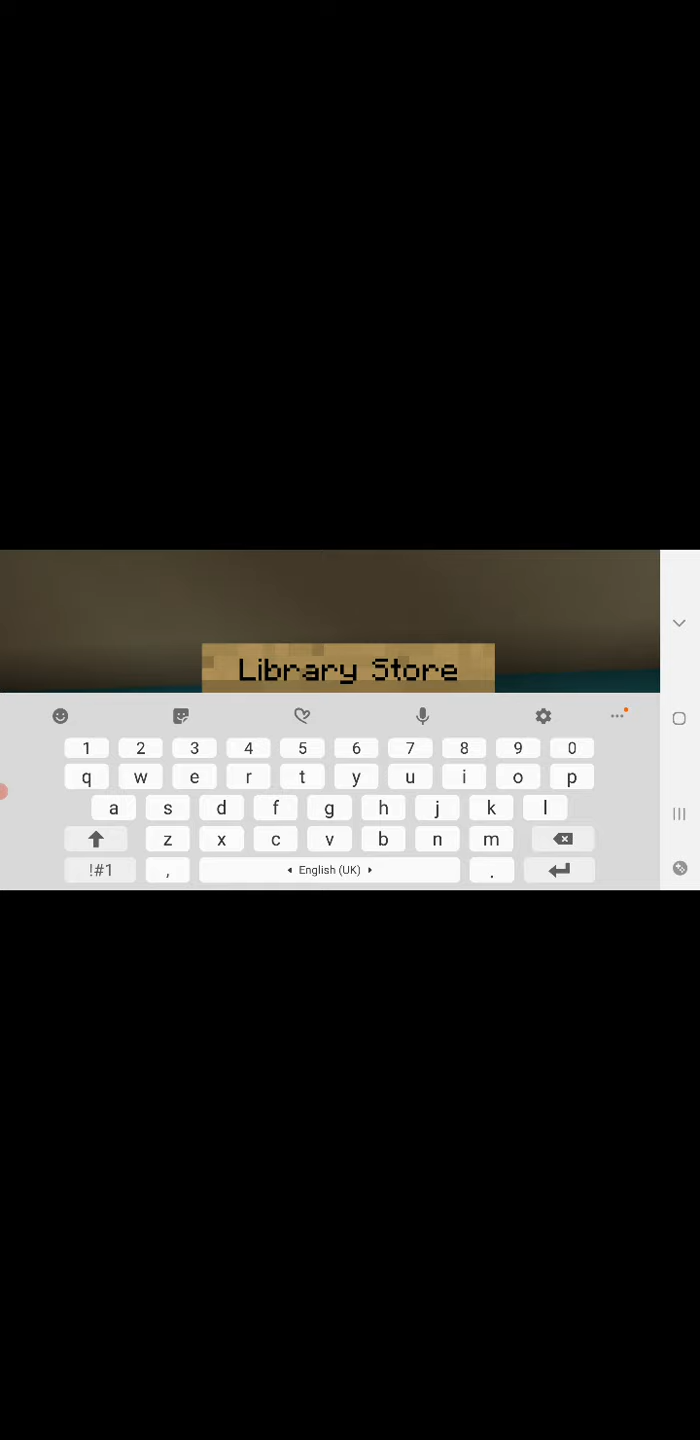 Library Store
1 2 3 4 5 6 7 8 9 0
q w e r t y u i o p
a s d f g h j k l
z x c v b n m
!#1 , English (UK) .